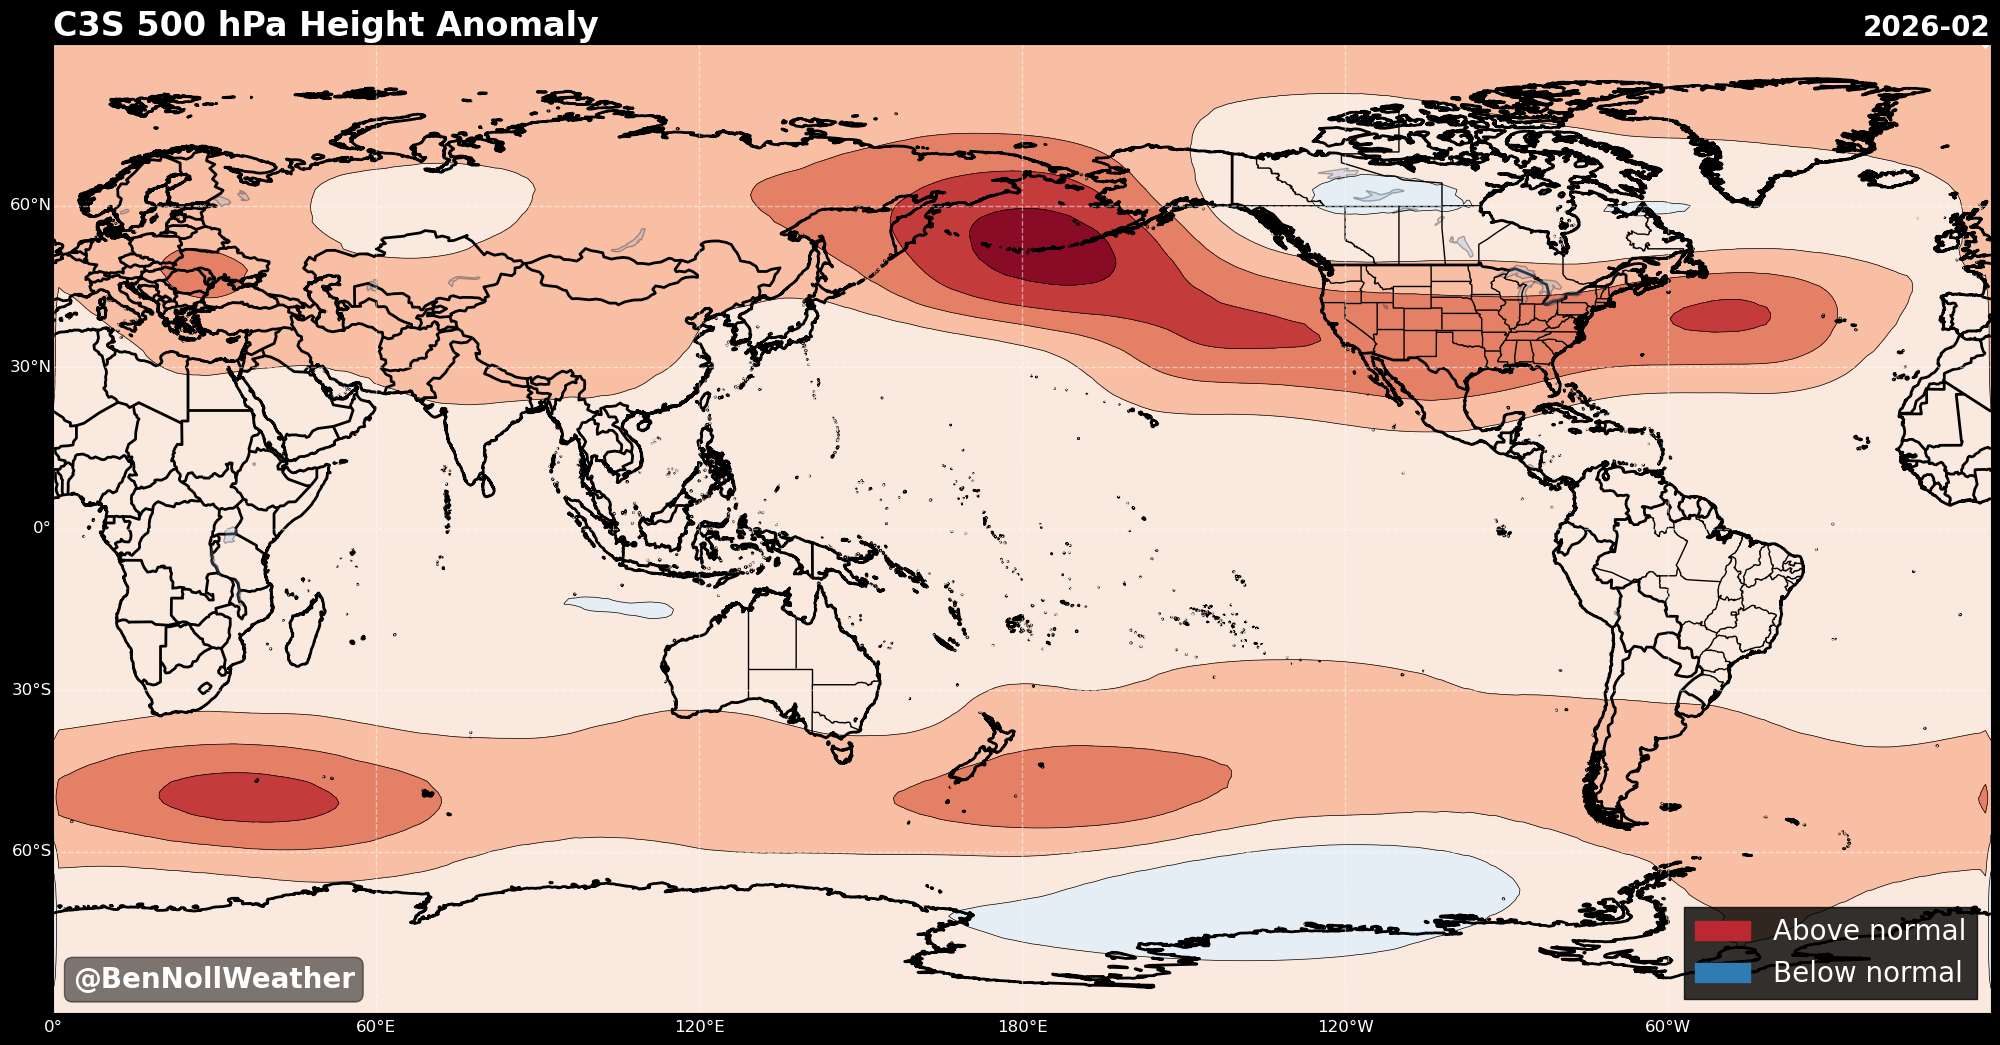 C3S 500 hPa Height Anomaly
2026-02
60°N
30°N
0°
30°S
60°S
Above normal
Below normal
@BenNollWeather
0°
60°E
120°E
180°E
120°W
60°W